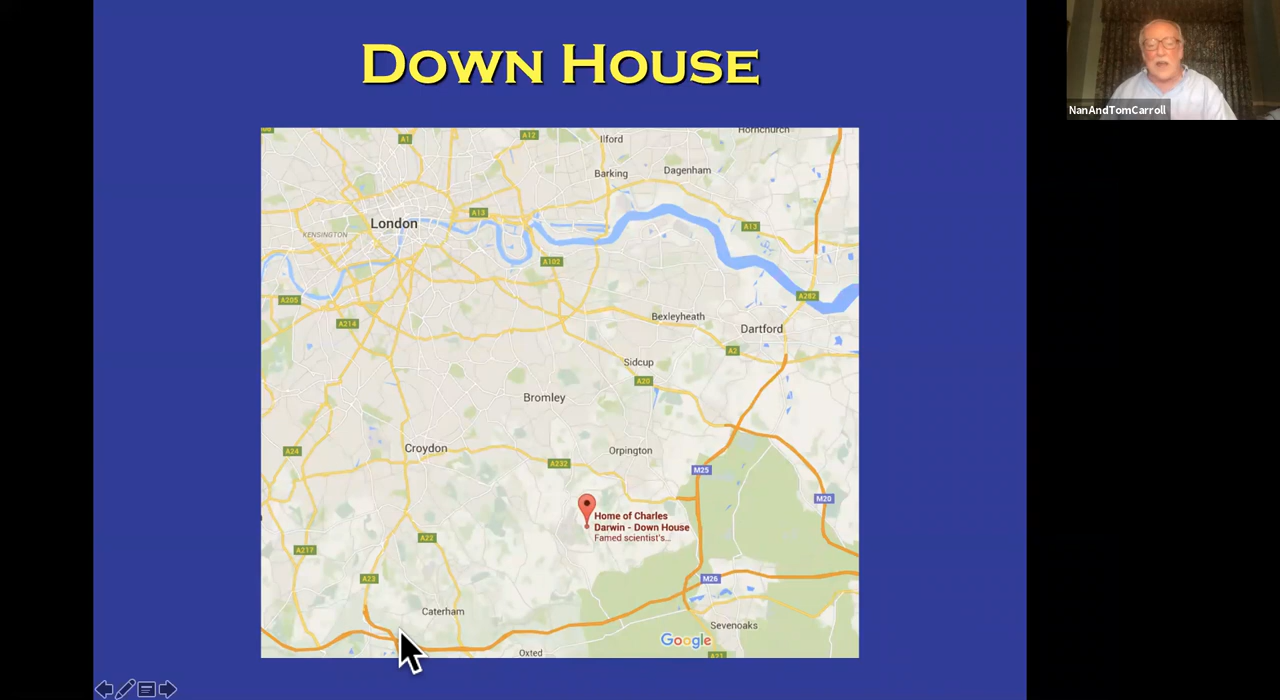 DOWN HOUSE
NanAndTomCarroll
A1
A12
Ilford
Hornchurch
Barking
Dagenham
London
A13
A13
KENSINGTON
A102
A205
A282
A214
Bexleyheath
Dartford
A2
Sidcup
A20
Bromley
Croydon
Orpington
A24
A232
M25
M20
Home of Charles
Darwin - Down House
Famed scientist's...
A22
A217
A23
M26
Caterham
Sevenoaks
Google
Oxted
A21